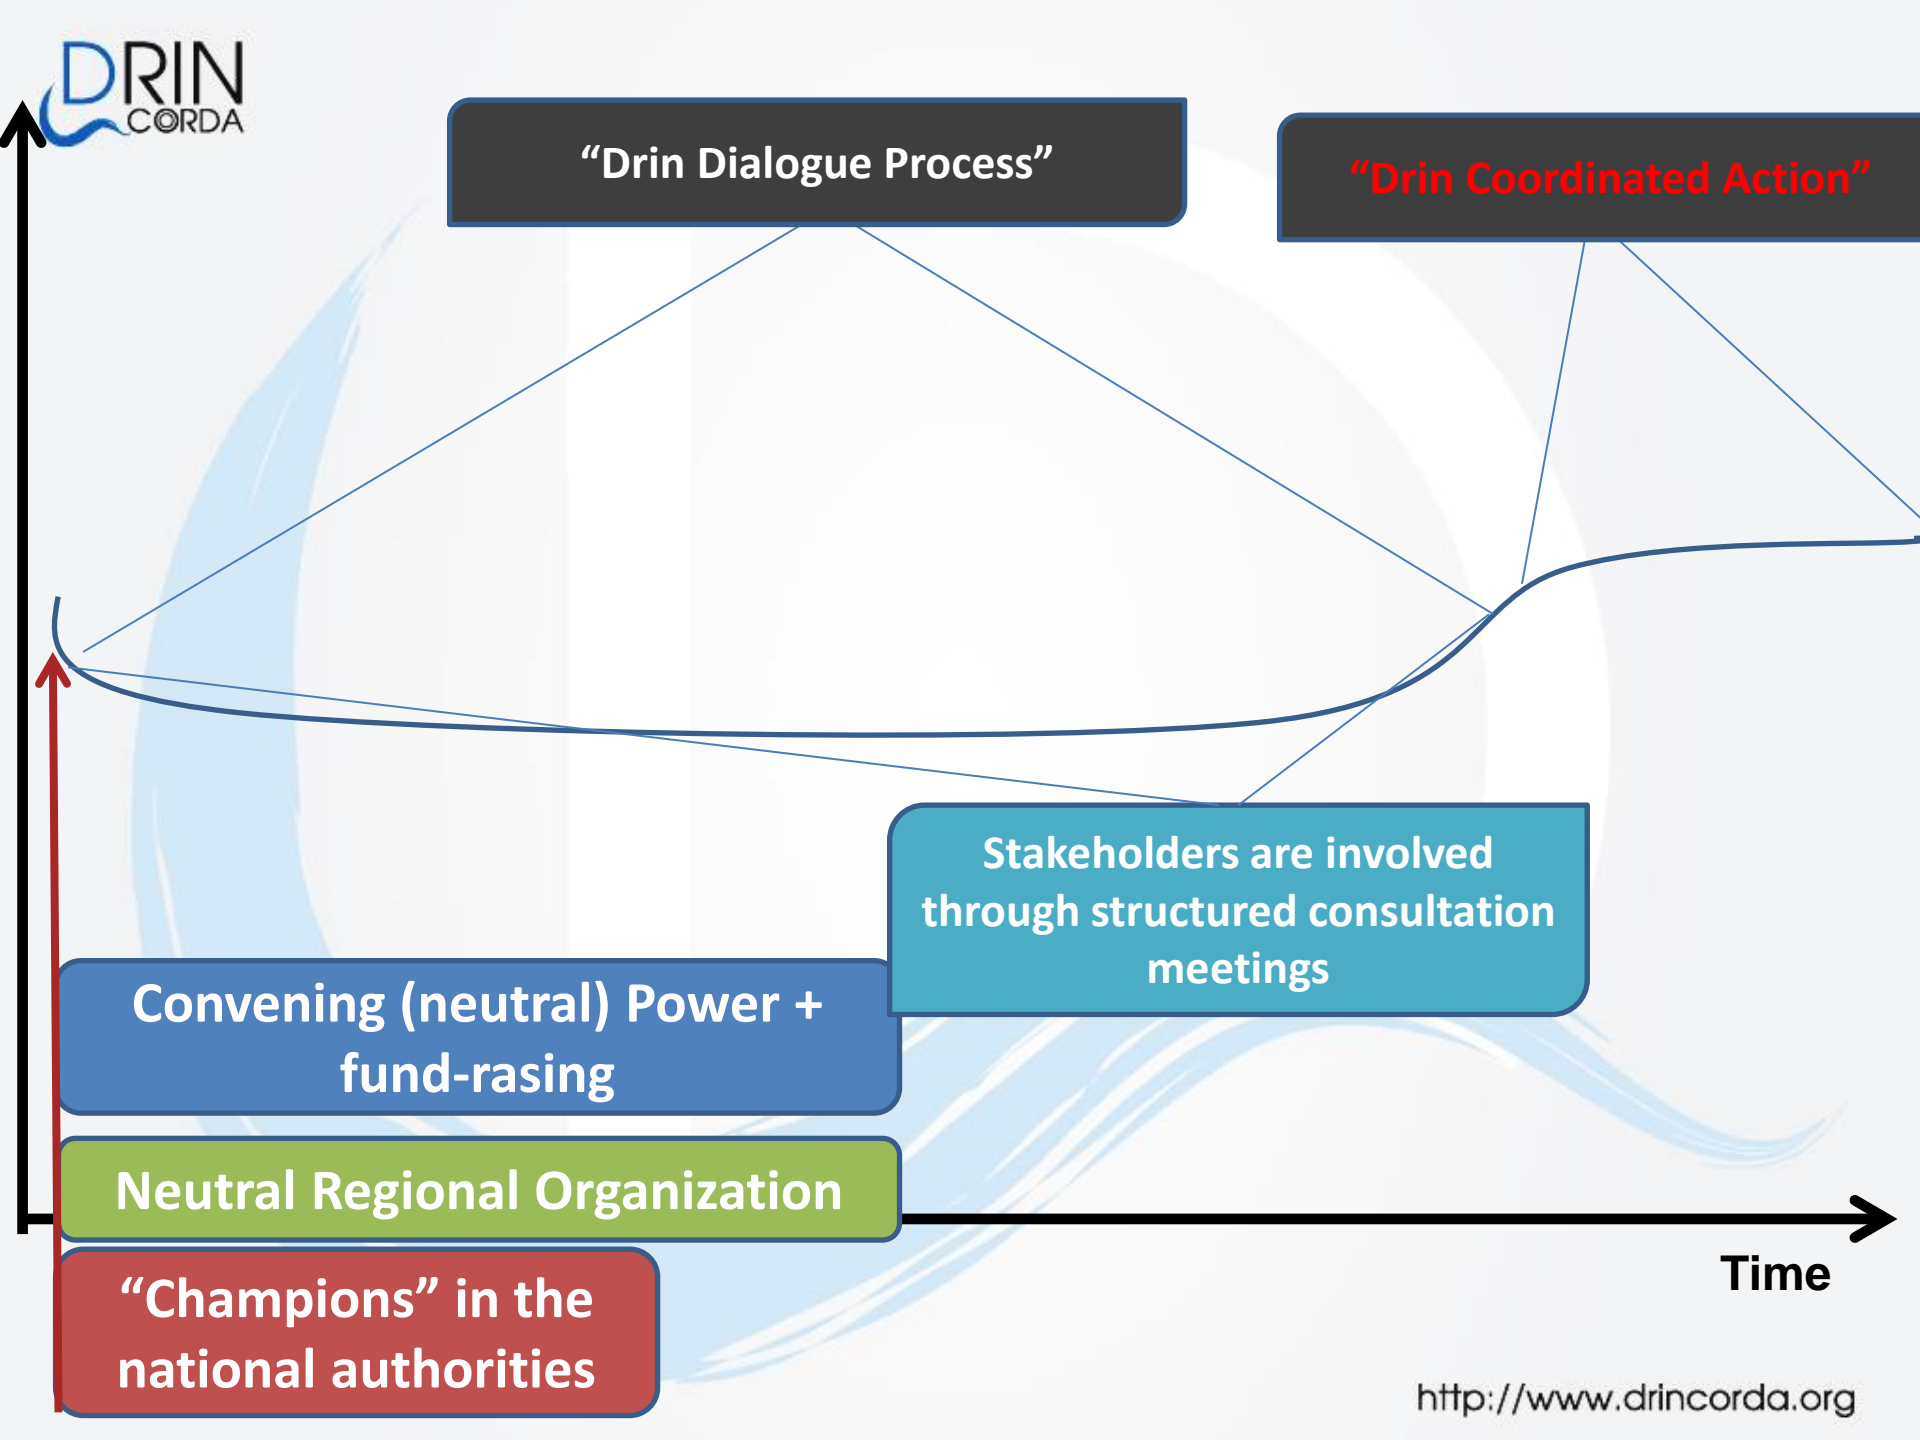 DRIN
CORDA
“Drin Dialogue Process”
“Drin Coordinated Action”
Stakeholders are involved
through structured consultation
meetings
Convening (neutral) Power +
fund-rasing
Neutral Regional Organization
Time
“Champions” in the
national authorities
http://www.drincorda.org